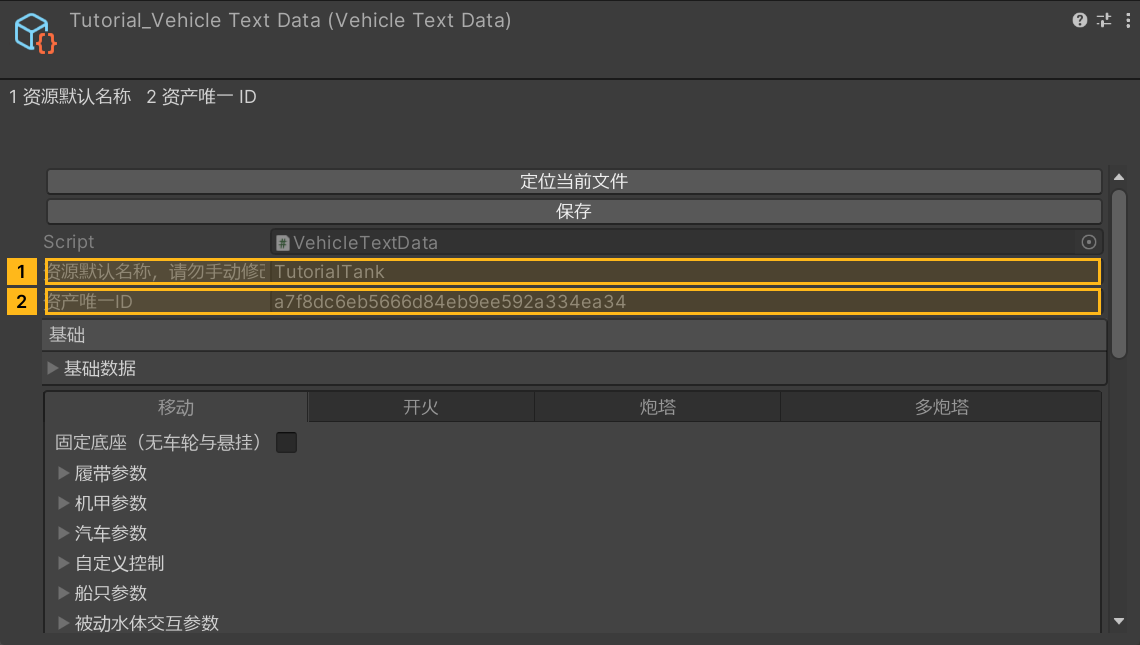 Tutorial_Vehicle Text Data (Vehicle Text Data)
1 资源默认名称 2 资产唯一 ID
定位当前文件
保存
Script # VehicleTextData
1 资源默认名称，请勿手动修改 TutorialTank
2 资产唯一ID a7f8dc6eb5666d84eb9ee592a334ea34
基础
基础数据
移动 开火 炮塔 多炮塔
固定底座（无车轮与悬挂）
履带参数
机甲参数
汽车参数
自定义控制
船只参数
被动水体交互参数